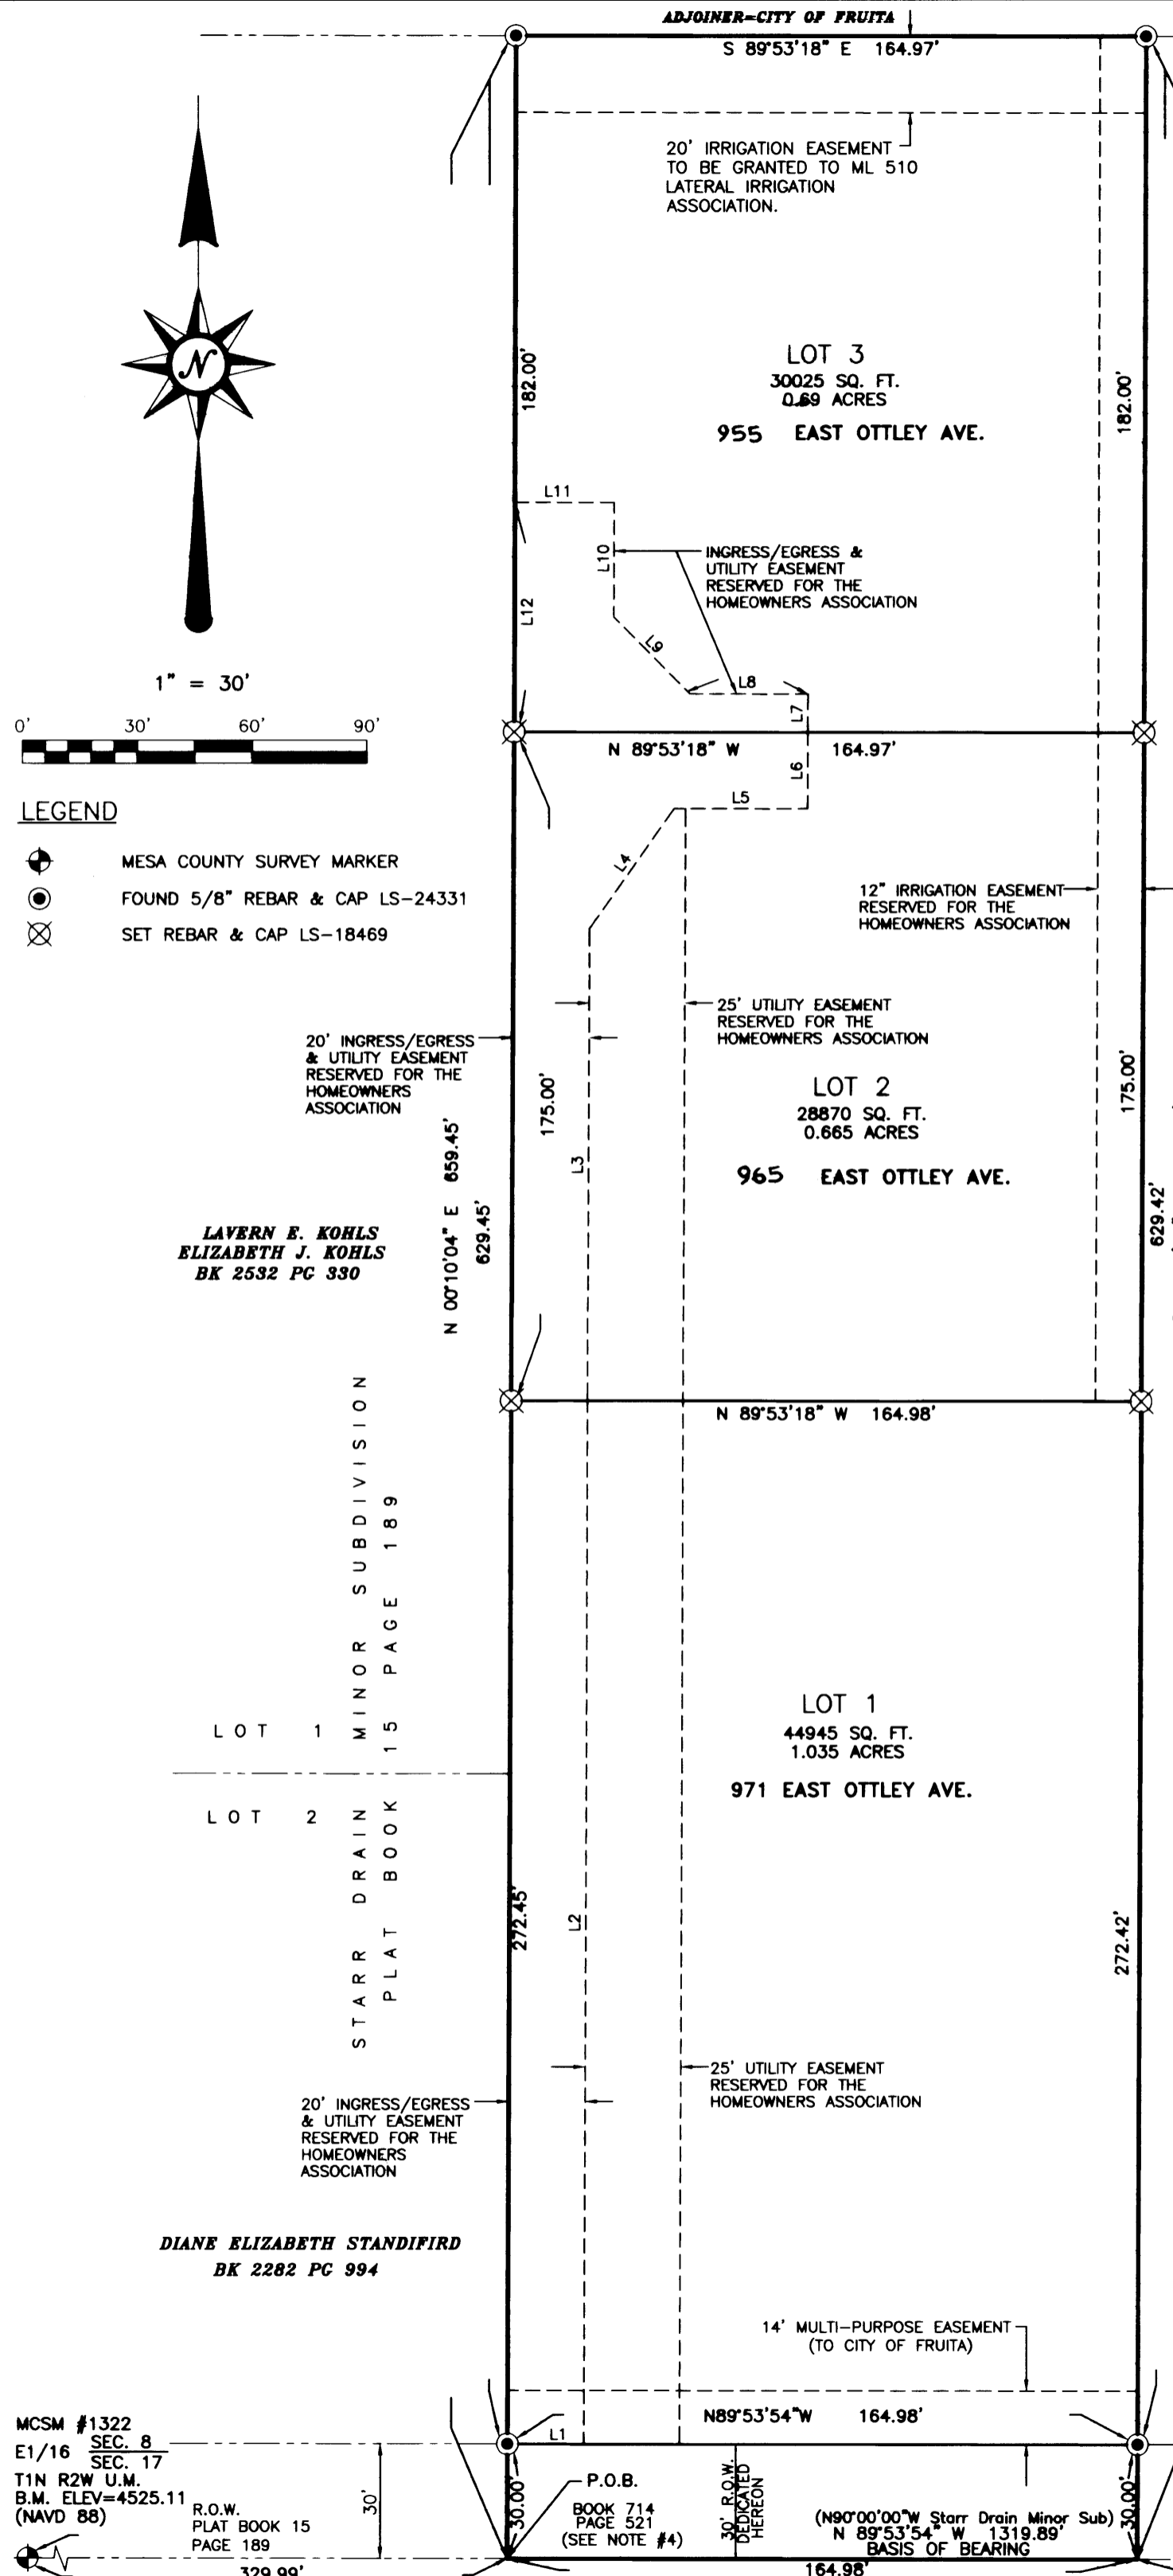 ADJOINER=CITY OF FRUITA
S 89°53'18" E 164.97'
20' IRRIGATION EASEMENT
TO BE GRANTED TO ML 510
LATERAL IRRIGATION
ASSOCIATION.
182.00'
LOT 3
30025 SQ. FT.
0.69 ACRES
955 EAST OTTLEY AVE.
182.00'
N
1" = 30'
0' 30' 60' 90'
L11
L10
L12
L9
L8
L7
INGRESS/EGRESS &
UTILITY EASEMENT
RESERVED FOR THE
HOMEOWNERS ASSOCIATION
N 89°53'18" W 164.97'
L6
L5
L4
LEGEND
MESA COUNTY SURVEY MARKER
FOUND 5/8" REBAR & CAP LS-24331
SET REBAR & CAP LS-18469
12" IRRIGATION EASEMENT
RESERVED FOR THE
HOMEOWNERS ASSOCIATION
25' UTILITY EASEMENT
RESERVED FOR THE
HOMEOWNERS ASSOCIATION
20' INGRESS/EGRESS
& UTILITY EASEMENT
RESERVED FOR THE
HOMEOWNERS
ASSOCIATION
175.00'
LOT 2
28870 SQ. FT.
0.665 ACRES
965 EAST OTTLEY AVE.
175.00'
L3
N 00°10'04" E 659.45'
629.45'
629.42'
LAVERN E. KOHLS
ELIZABETH J. KOHLS
BK 2532 PG 330
N 89°53'18" W 164.98'
STARR DRAIN MINOR SUBDIVISION
PLAT BOOK 15 PAGE 189
LOT 1
LOT 2
LOT 1
44945 SQ. FT.
1.035 ACRES
971 EAST OTTLEY AVE.
272.45'
L2
272.42'
25' UTILITY EASEMENT
RESERVED FOR THE
HOMEOWNERS ASSOCIATION
20' INGRESS/EGRESS
& UTILITY EASEMENT
RESERVED FOR THE
HOMEOWNERS
ASSOCIATION
DIANE ELIZABETH STANDIFIRD
BK 2282 PG 994
14' MULTI-PURPOSE EASEMENT
(TO CITY OF FRUITA)
N89°53'54"W 164.98'
L1
MCSM #1322
E1/16 SEC. 8
SEC. 17
T1N R2W U.M.
B.M. ELEV=4525.11
(NAVD 88)
R.O.W.
PLAT BOOK 15
PAGE 189
30'
30.00'
P.O.B.
BOOK 714
PAGE 521
(SEE NOTE #4)
30' R.O.W.
DEDICATED
HEREON
30.00'
(N90°00'00"W Starr Drain Minor Sub)
N 89°53'54" W 1319.89'
BASIS OF BEARING
329.99'
164.98'